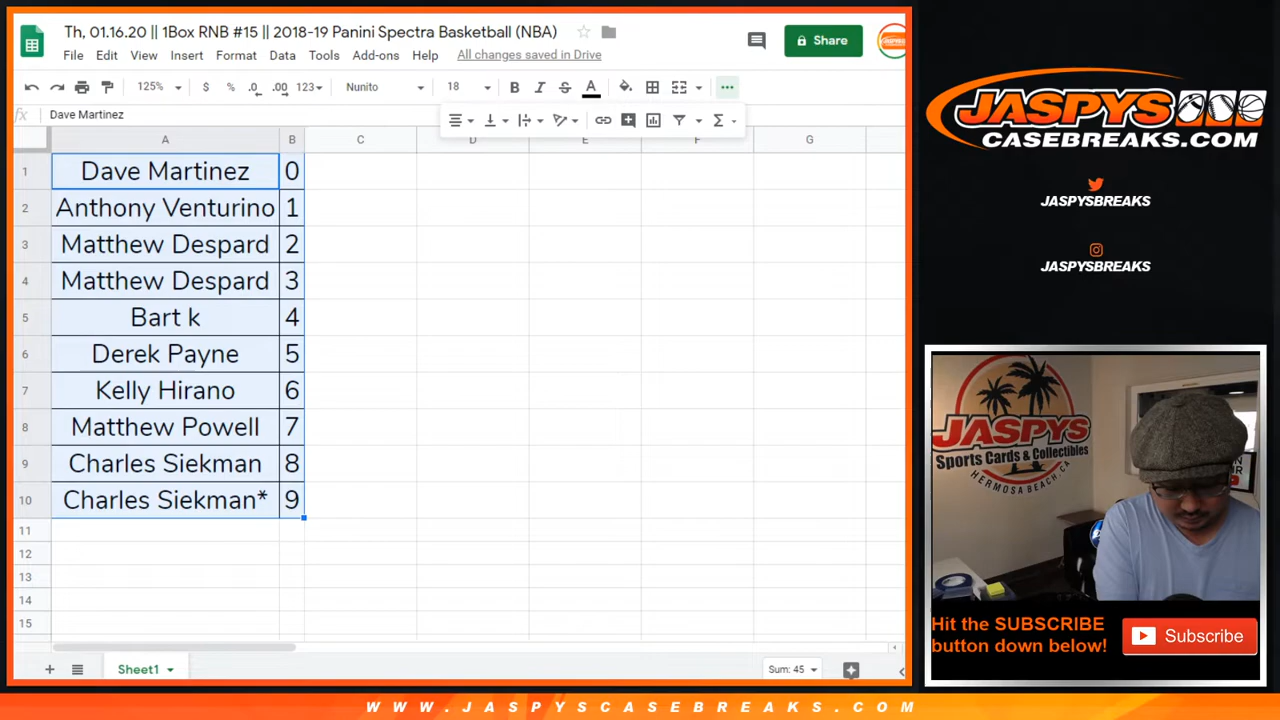 Th, 01.16.20 || 1Box RNB #15 || 2018-19 Panini Spectra Basketball (NBA)
File Edit View Insert Format Data Tools Add-ons Help All changes saved in Drive
Share
125% $ % .0 .00 123 Nunito 18 B I S A
fx Dave Martinez
A B C D E F G
1 Dave Martinez 0
2 Anthony Venturino 1
3 Matthew Despard 2
4 Matthew Despard 3
5 Bart k 4
6 Derek Payne 5
7 Kelly Hirano 6
8 Matthew Powell 7
9 Charles Siekman 8
10 Charles Siekman* 9
11
12
13
14
15
Sheet1
Sum: 45
JASPYS
CASEBREAKS.COM
JASPYSBREAKS
JASPYSBREAKS
JASPYS
Sports Cards & Collectibles
HERMOSA BEACH, CA
Hit the SUBSCRIBE
button down below!
Subscribe
WWW.JASPYSCASEBREAKS.COM